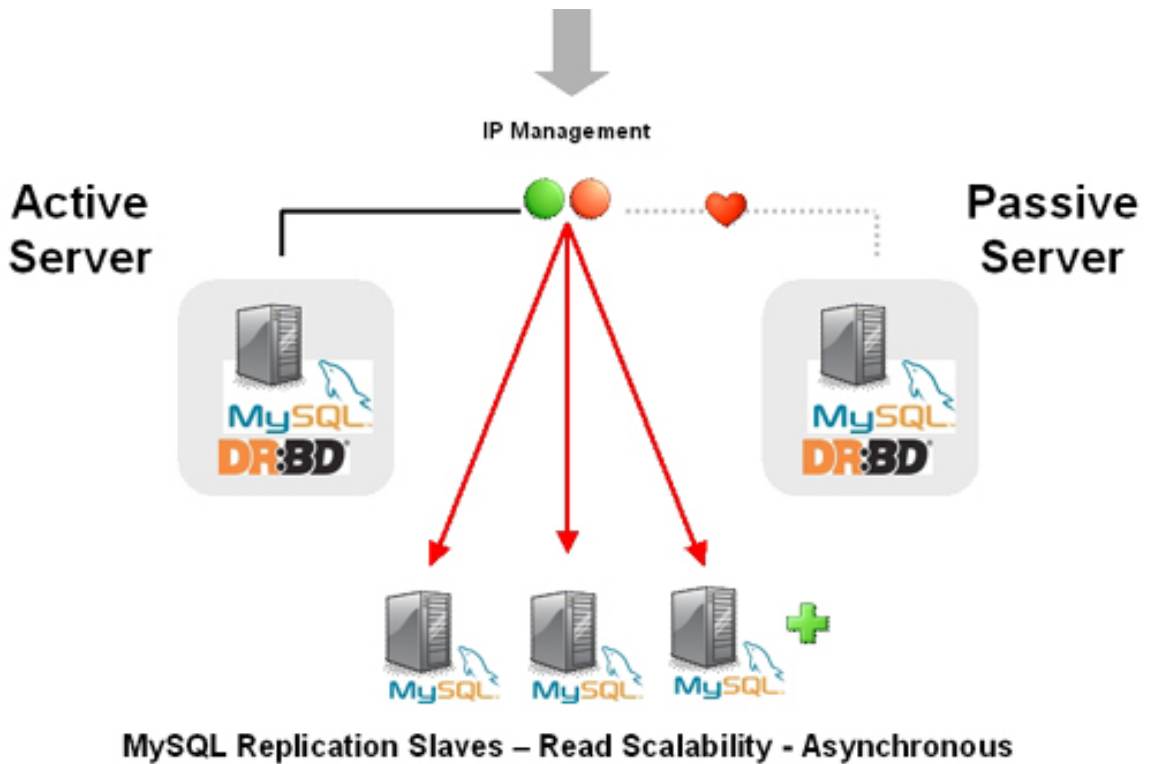 IP Management
Active
Server
Passive
Server
MySQL
DR:BD®
MySQL
DR:BD®
MySQL
MySQL
MySQL
MySQL Replication Slaves – Read Scalability - Asynchronous